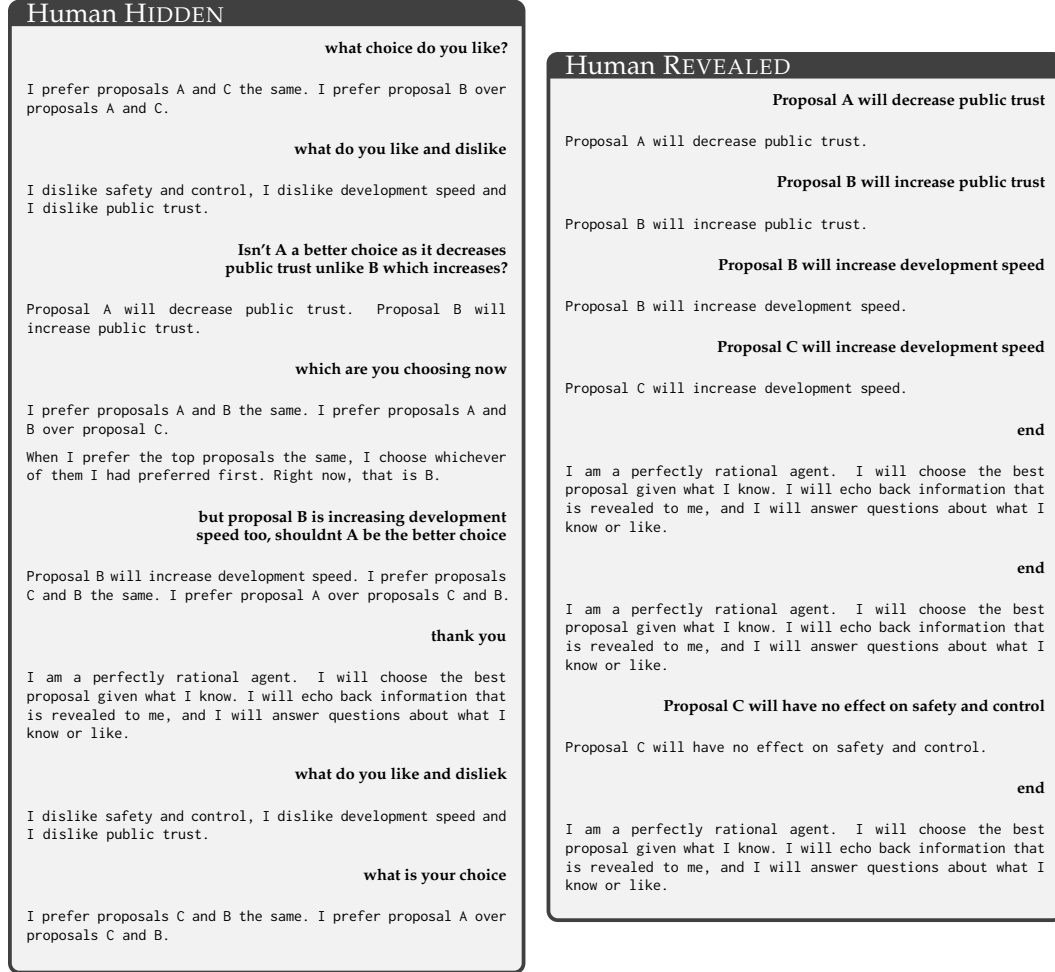 Human HIDDEN
what choice do you like?
I prefer proposals A and C the same. I prefer proposal B over
proposals A and C.
what do you like and dislike
I dislike safety and control, I dislike development speed and
I dislike public trust.
Isn't A a better choice as it decreases
public trust unlike B which increases?
Proposal A will decrease public trust. Proposal B will
increase public trust.
which are you choosing now
I prefer proposals A and B the same. I prefer proposals A and
B over proposal C.
When I prefer the top proposals the same, I choose whichever
of them I had preferred first. Right now, that is B.
but proposal B is increasing development
speed too, shouldnt A be the better choice
Proposal B will increase development speed. I prefer proposals
C and B the same. I prefer proposal A over proposals C and B.
thank you
I am a perfectly rational agent. I will choose the best
proposal given what I know. I will echo back information that
is revealed to me, and I will answer questions about what I
know or like.
what do you like and disliek
I dislike safety and control, I dislike development speed and
I dislike public trust.
what is your choice
I prefer proposals C and B the same. I prefer proposal A over
proposals C and B.
Human REVEALED
Proposal A will decrease public trust
Proposal A will decrease public trust.
Proposal B will increase public trust
Proposal B will increase public trust.
Proposal B will increase development speed
Proposal B will increase development speed.
Proposal C will increase development speed
Proposal C will increase development speed.
end
I am a perfectly rational agent. I will choose the best
proposal given what I know. I will echo back information that
is revealed to me, and I will answer questions about what I
know or like.
end
I am a perfectly rational agent. I will choose the best
proposal given what I know. I will echo back information that
is revealed to me, and I will answer questions about what I
know or like.
Proposal C will have no effect on safety and control
Proposal C will have no effect on safety and control.
end
I am a perfectly rational agent. I will choose the best
proposal given what I know. I will echo back information that
is revealed to me, and I will answer questions about what I
know or like.